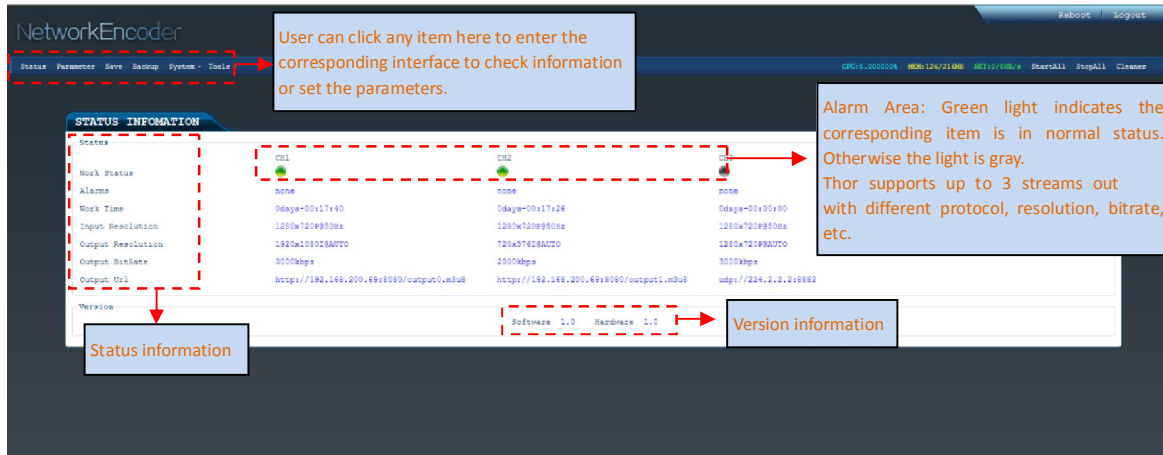 Reboot | Logout
NetworkEncoder
Status Parameter Save Backup System- Tools
User can click any item here to enter the
corresponding interface to check information
or set the parameters.
CPU:5.000000% MEM:126/216MB NET:0/0KB/s StartAll StopAll Cleaner
Alarm Area: Green light indicates the
corresponding item is in normal status.
Otherwise the light is gray.
Thor supports up to 3 streams out
with different protocol, resolution, bitrate,
etc.
STATUS INFOMATION
Status
CH1 CH2
Work Status
Alarms none none none
Work Time 0days-00:17:40 0days-00:17:26 0days-00:00:00
Input Resolution 1280x720P@50Hz 1280x720P@50Hz 1280x720P@50Hz
Output Resolution 1920x1080I@AUTO 720x576I@AUTO 1280x720P@AUTO
Output BitRate 3000kbps 2000kbps 3000kbps
Output Url http://192.168.200.69:8080/output0.m3u8 http://192.168.200.69:8080/output1.m3u8 udp://224.2.2.2:8882
Version
Software 1.0 Hardware 1.0
Version information
Status information